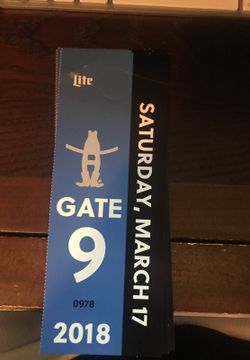 Lite
GATE
9
0978
2018
SATURDAY, MARCH 17